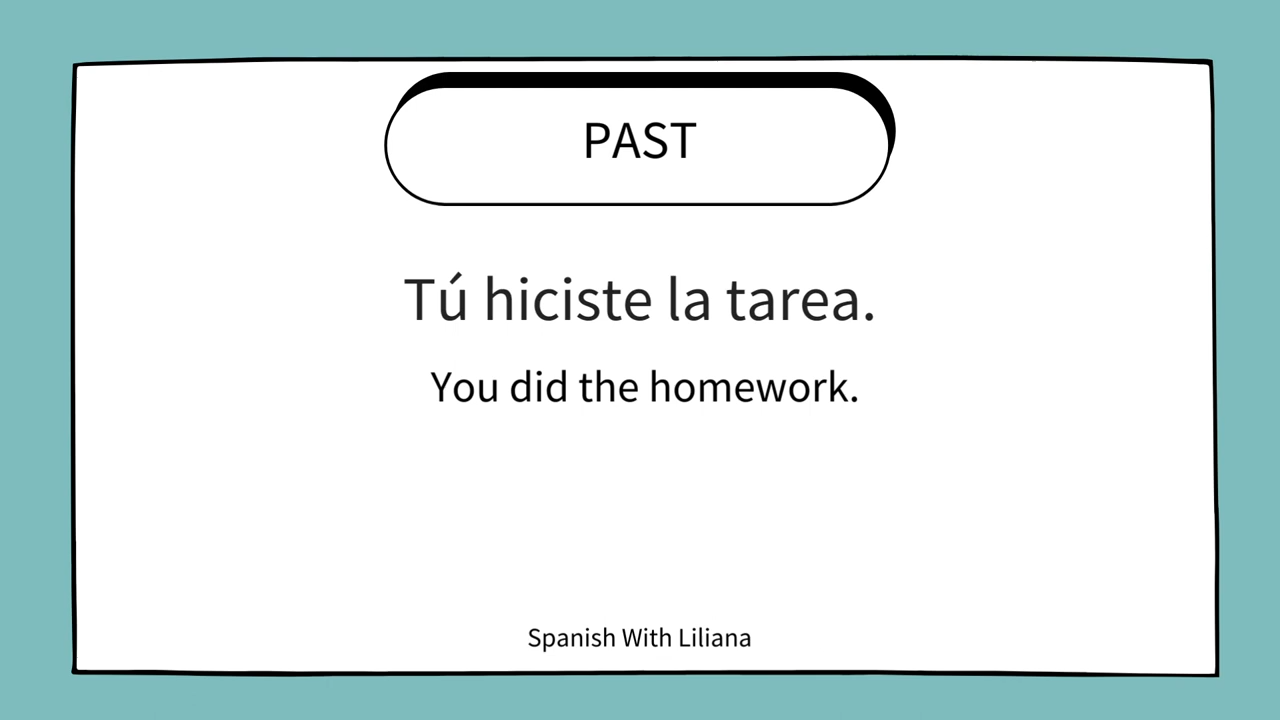 PAST
Tú hiciste la tarea.
You did the homework.
Spanish With Liliana